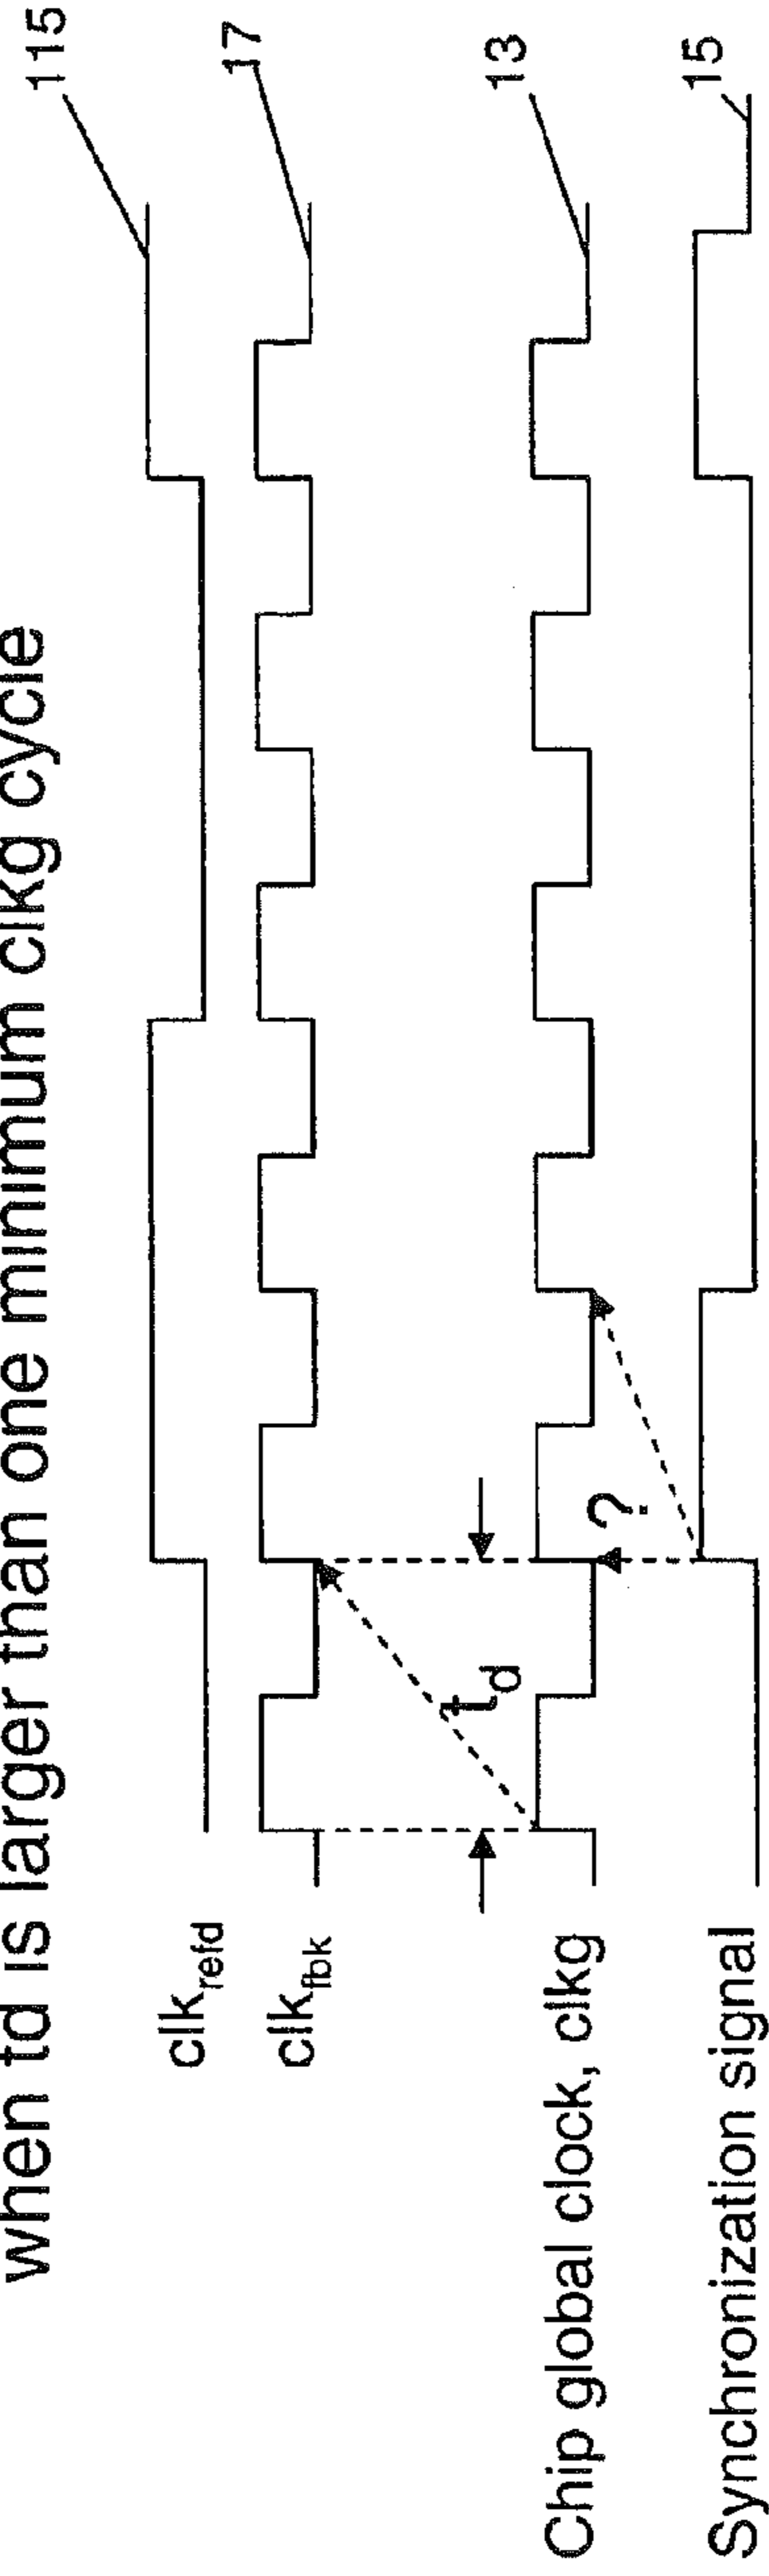 when td is larger than one minimum clkg cycle
clk_refd
115
clk_fbk
17
t_d
Chip global clock, clkg
13
?
Synchronization signal
15